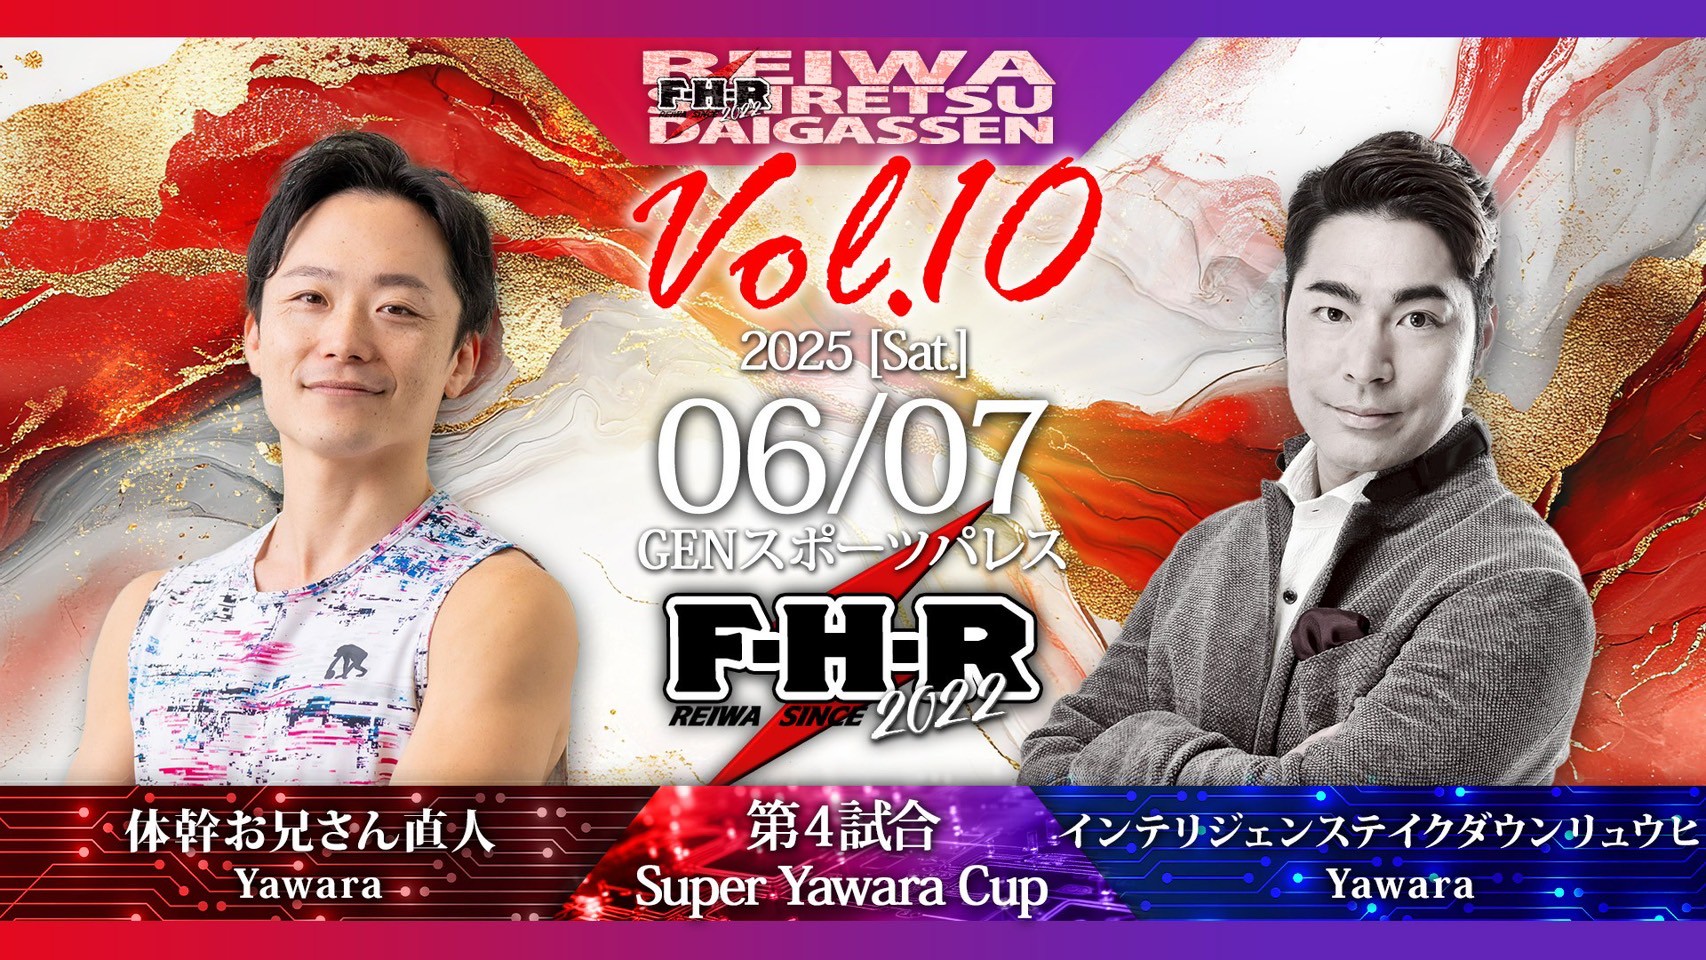 REIWA
SEIRETSU
DAIGASSEN
F-H-R
REIWA SINCE 2022
Vol.10
2025 [Sat.]
06/07
GENスポーツパレス
F-H-R
REIWA SINCE 2022
体幹お兄さん直人
Yawara
第4試合
Super Yawara Cup
インテリジェンステイクダウンリュウヒ
Yawara